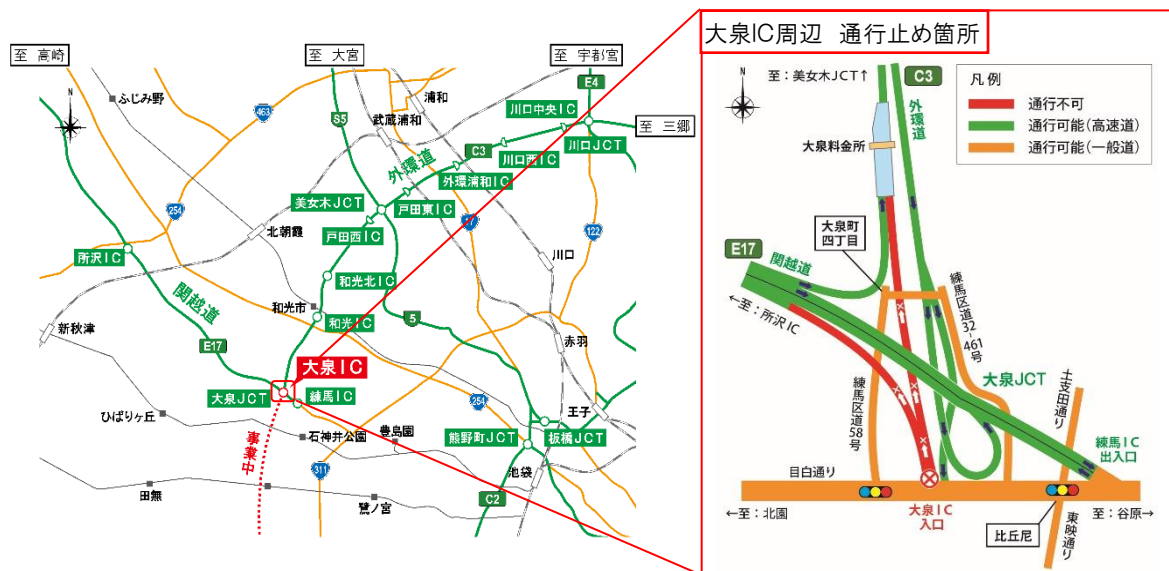 至 高崎
至 大宮
至 宇都宮
E4
N
ふじみ野
463
S5
浦和
武蔵浦和
川口中央IC
至 三郷
C3
川口JCT
川口西IC
外環道
外環浦和IC
254
美女木JCT
戸田東IC
17
122
北朝霞
戸田西IC
所沢IC
川口
和光北IC
関越道
和光市
和光IC
5
新秋津
赤羽
E17
大泉IC
大泉JCT
練馬IC
254
王子
ひばりヶ丘
石神井公園
豊島園
熊野町JCT
板橋JCT
事業中
311
池袋
田無
鷺ノ宮
C2
大泉IC周辺 通行止め箇所
N
至：美女木JCT↑
C3
凡 例
通行不可
通行可能(高速道)
通行可能(一般道)
外環道
大泉料金所
大泉町
四丁目
E17
関越道
←至：所沢IC
練馬区道32-461号
大泉JCT
土支田通り
練馬区道58号
練馬IC
出入口
目白通り
←至：北園
大泉IC
入口
比丘尼
東映通り
至：谷原→